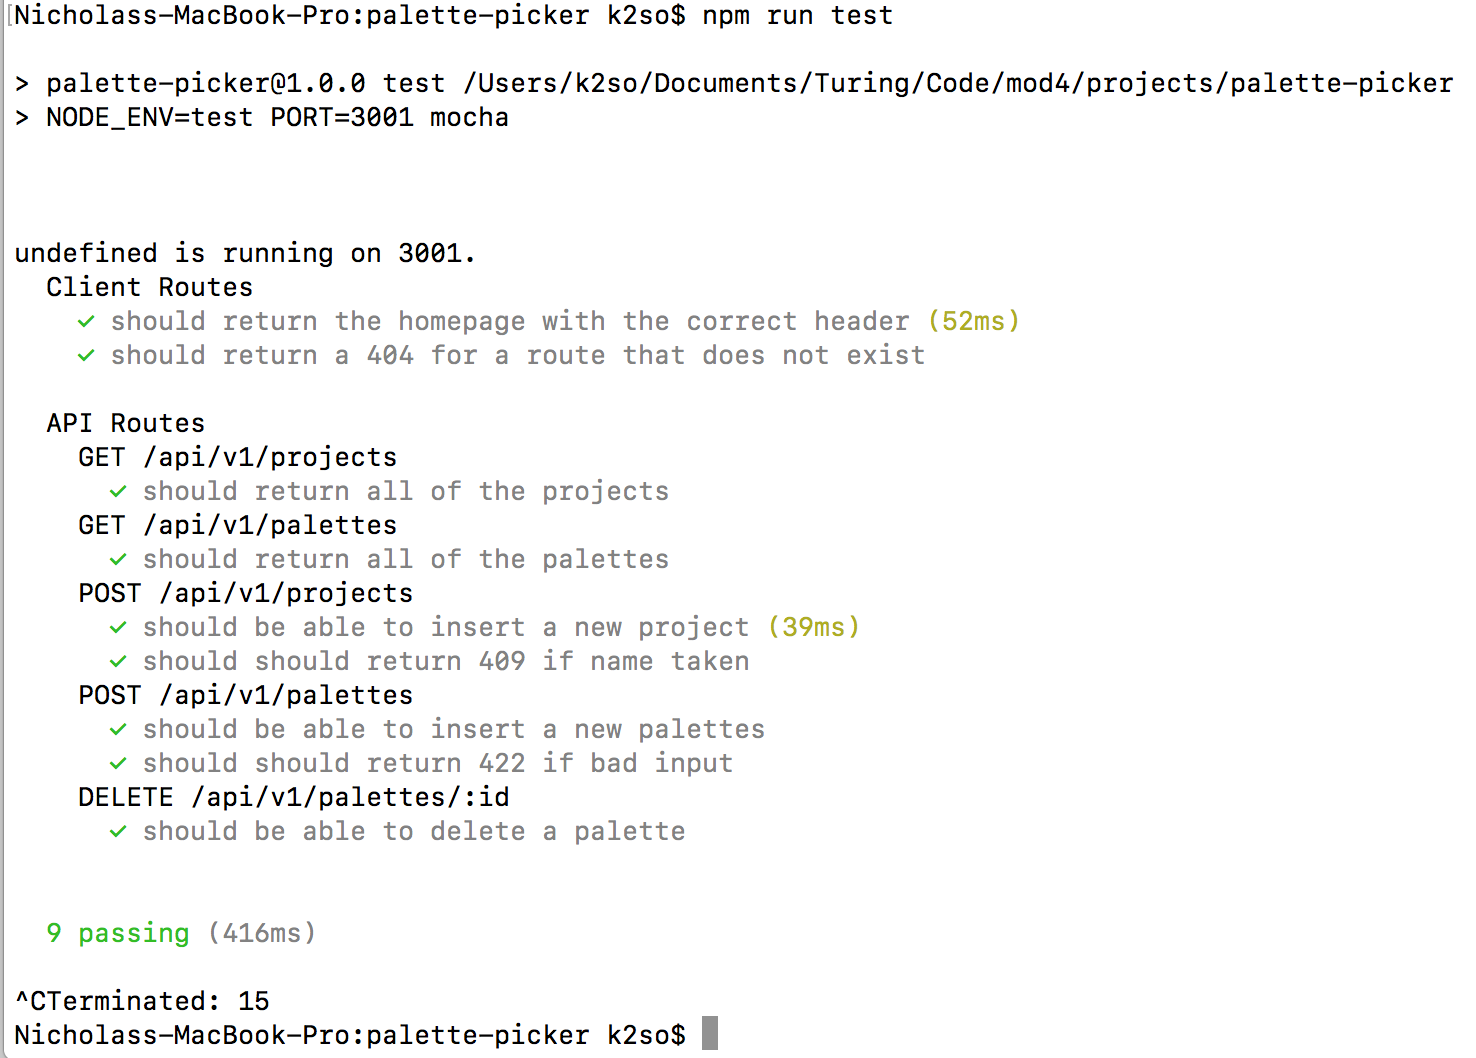 [Nicholass-MacBook-Pro:palette-picker k2so$ npm run test
> palette-picker@1.0.0 test /Users/k2so/Documents/Turing/Code/mod4/projects/palette-picker
> NODE_ENV=test PORT=3001 mocha
undefined is running on 3001.
Client Routes
✓ should return the homepage with the correct header (52ms)
✓ should return a 404 for a route that does not exist
API Routes
GET /api/v1/projects
✓ should return all of the projects
GET /api/v1/palettes
✓ should return all of the palettes
POST /api/v1/projects
✓ should be able to insert a new project (39ms)
✓ should should return 409 if name taken
POST /api/v1/palettes
✓ should be able to insert a new palettes
✓ should should return 422 if bad input
DELETE /api/v1/palettes/:id
✓ should be able to delete a palette
9 passing (416ms)
^CTerminated: 15
Nicholass-MacBook-Pro:palette-picker k2so$